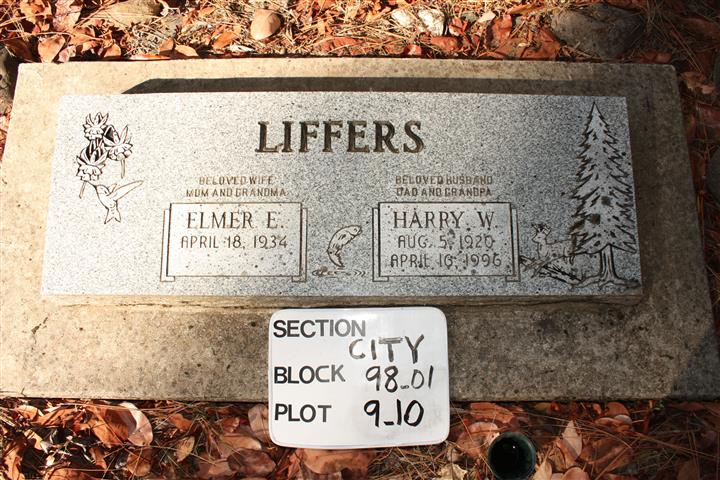 LIFFERS
BELOVED WIFE
MOM AND GRANDMA
ELMER E.
APRIL 18, 1934
BELOVED HUSBAND
DAD AND GRANDPA
HARRY W.
AUG. 5, 1920
APRIL 10, 1996
SECTION CITY
BLOCK 98-01
PLOT 9-10